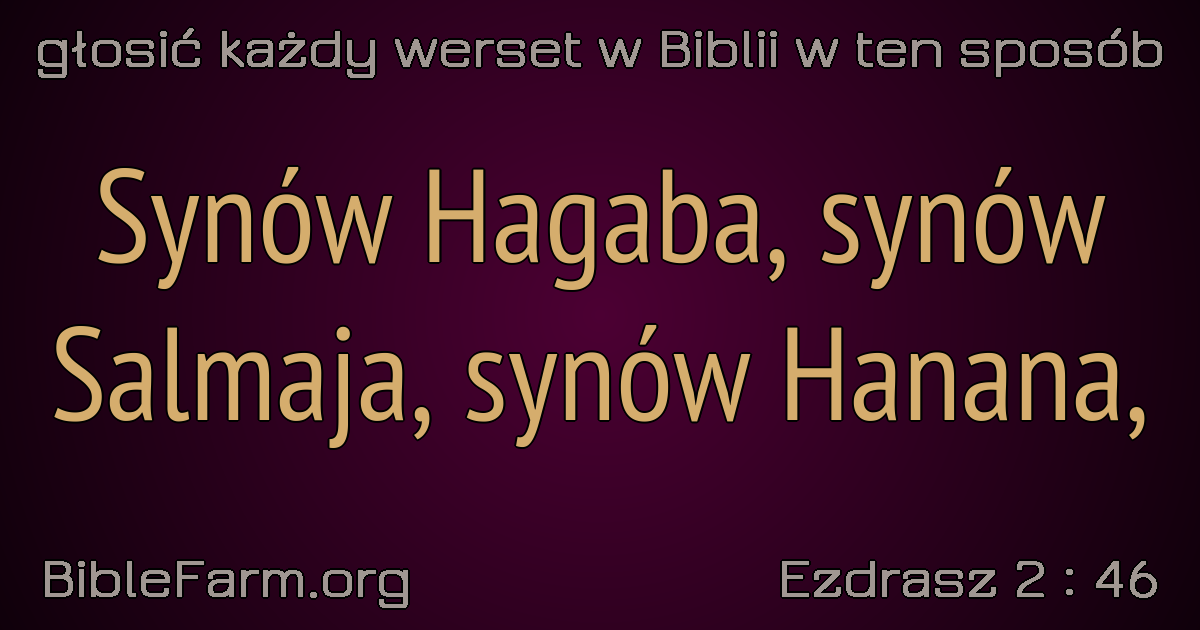 głosić każdy werset w Biblii w ten sposób
Synów Hagaba, synów
Salmaja, synów Hanana,
BibleFarm.org
Ezdrasz 2 : 46